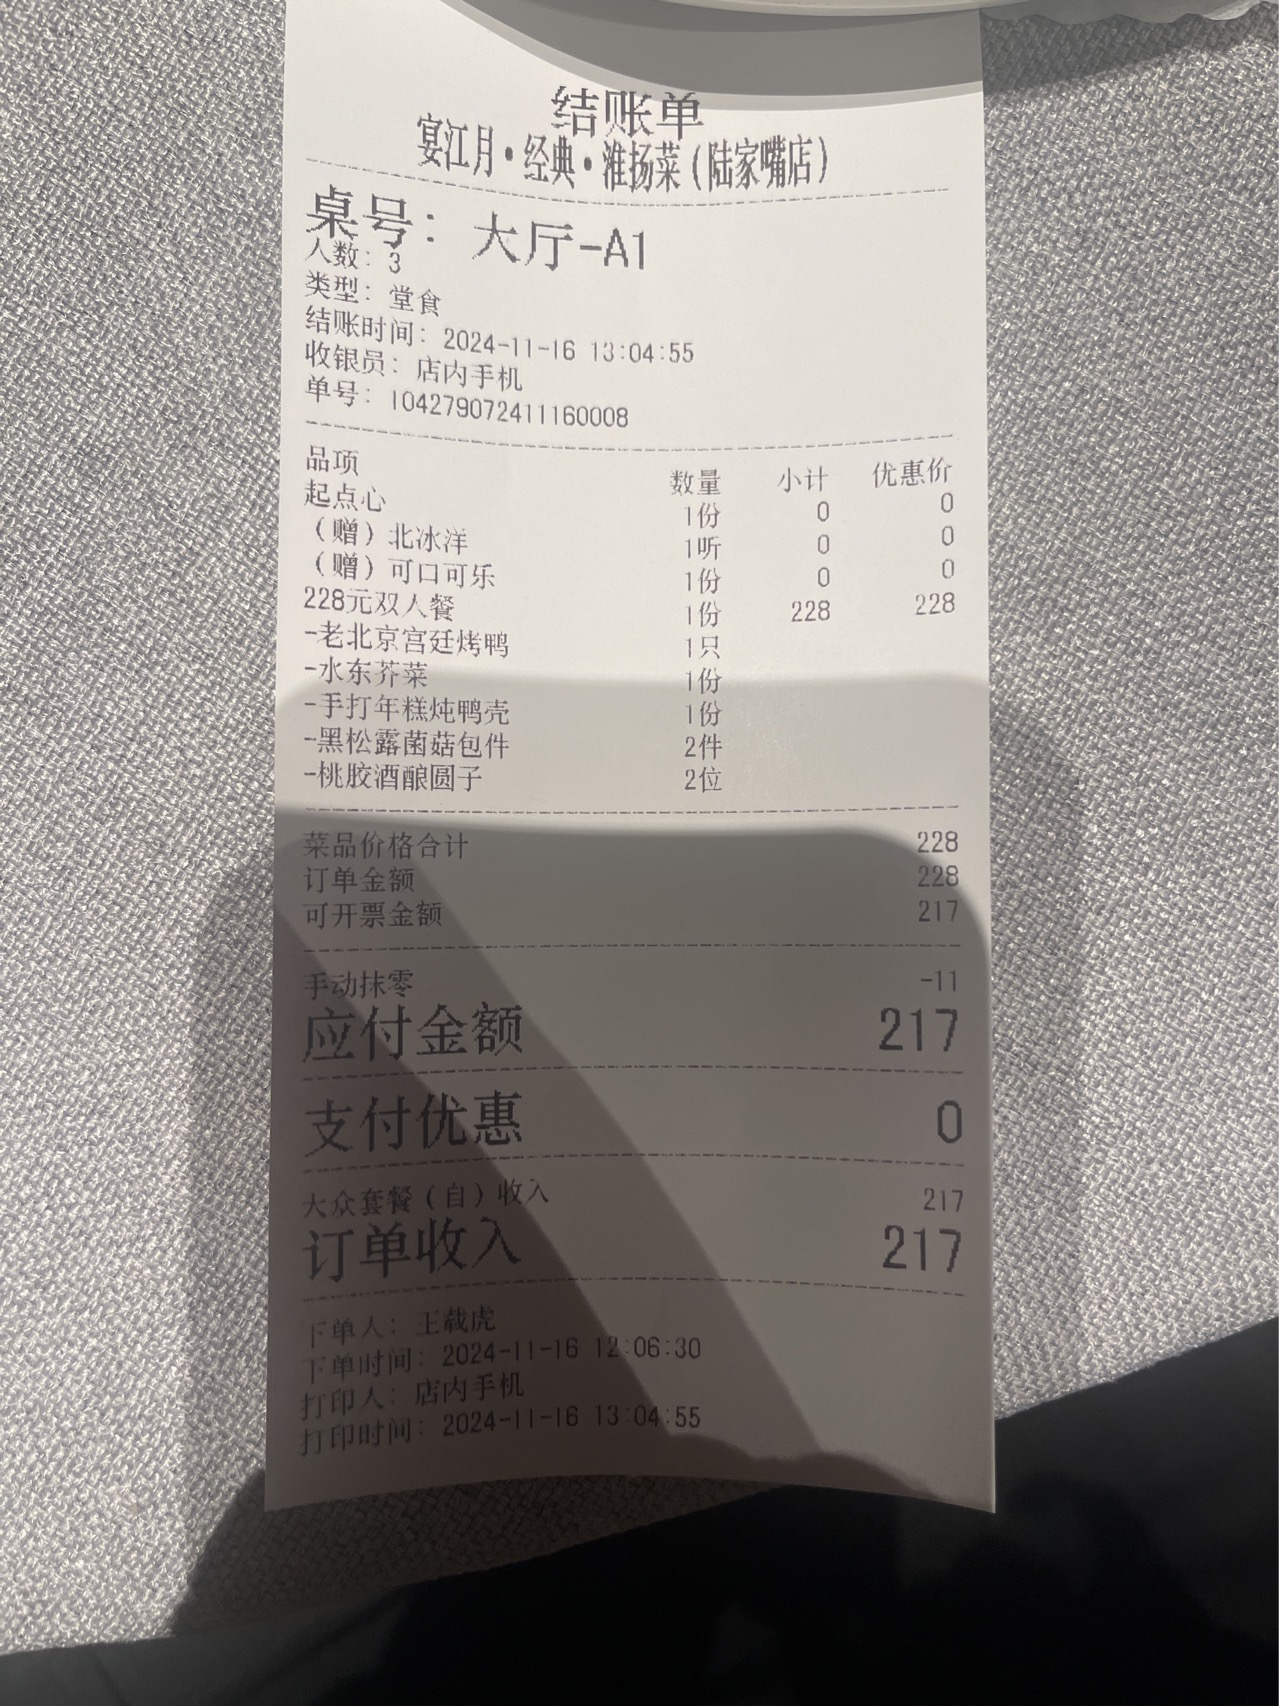 结账单
宴江月·经典·淮扬菜(陆家嘴店)
桌号: 大厅-A1
人数: 3
类型: 堂食
结账时间: 2024-11-16 13:04:55
收银员: 店内手机
单号: 104279072411160008
品项 数量 小计 优惠价
起点心 1份 0 0
(赠)北冰洋 1听 0 0
(赠)可口可乐 1份 0 0
228元双人餐 1份 228 228
-老北京宫廷烤鸭 1只
-水东芥菜 1份
-手打年糕炖鸭壳 1份
-黑松露菌菇包件 2件
-桃胶酒酿圆子 2位
菜品价格合计 228
订单金额 228
可开票金额 217
手动抹零 -11
应付金额 217
支付优惠 0
大众套餐(自)收入 217
订单收入 217
下单人: 王载虎
下单时间: 2024-11-16 12:06:30
打印人: 店内手机
打印时间: 2024-11-16 13:04:55